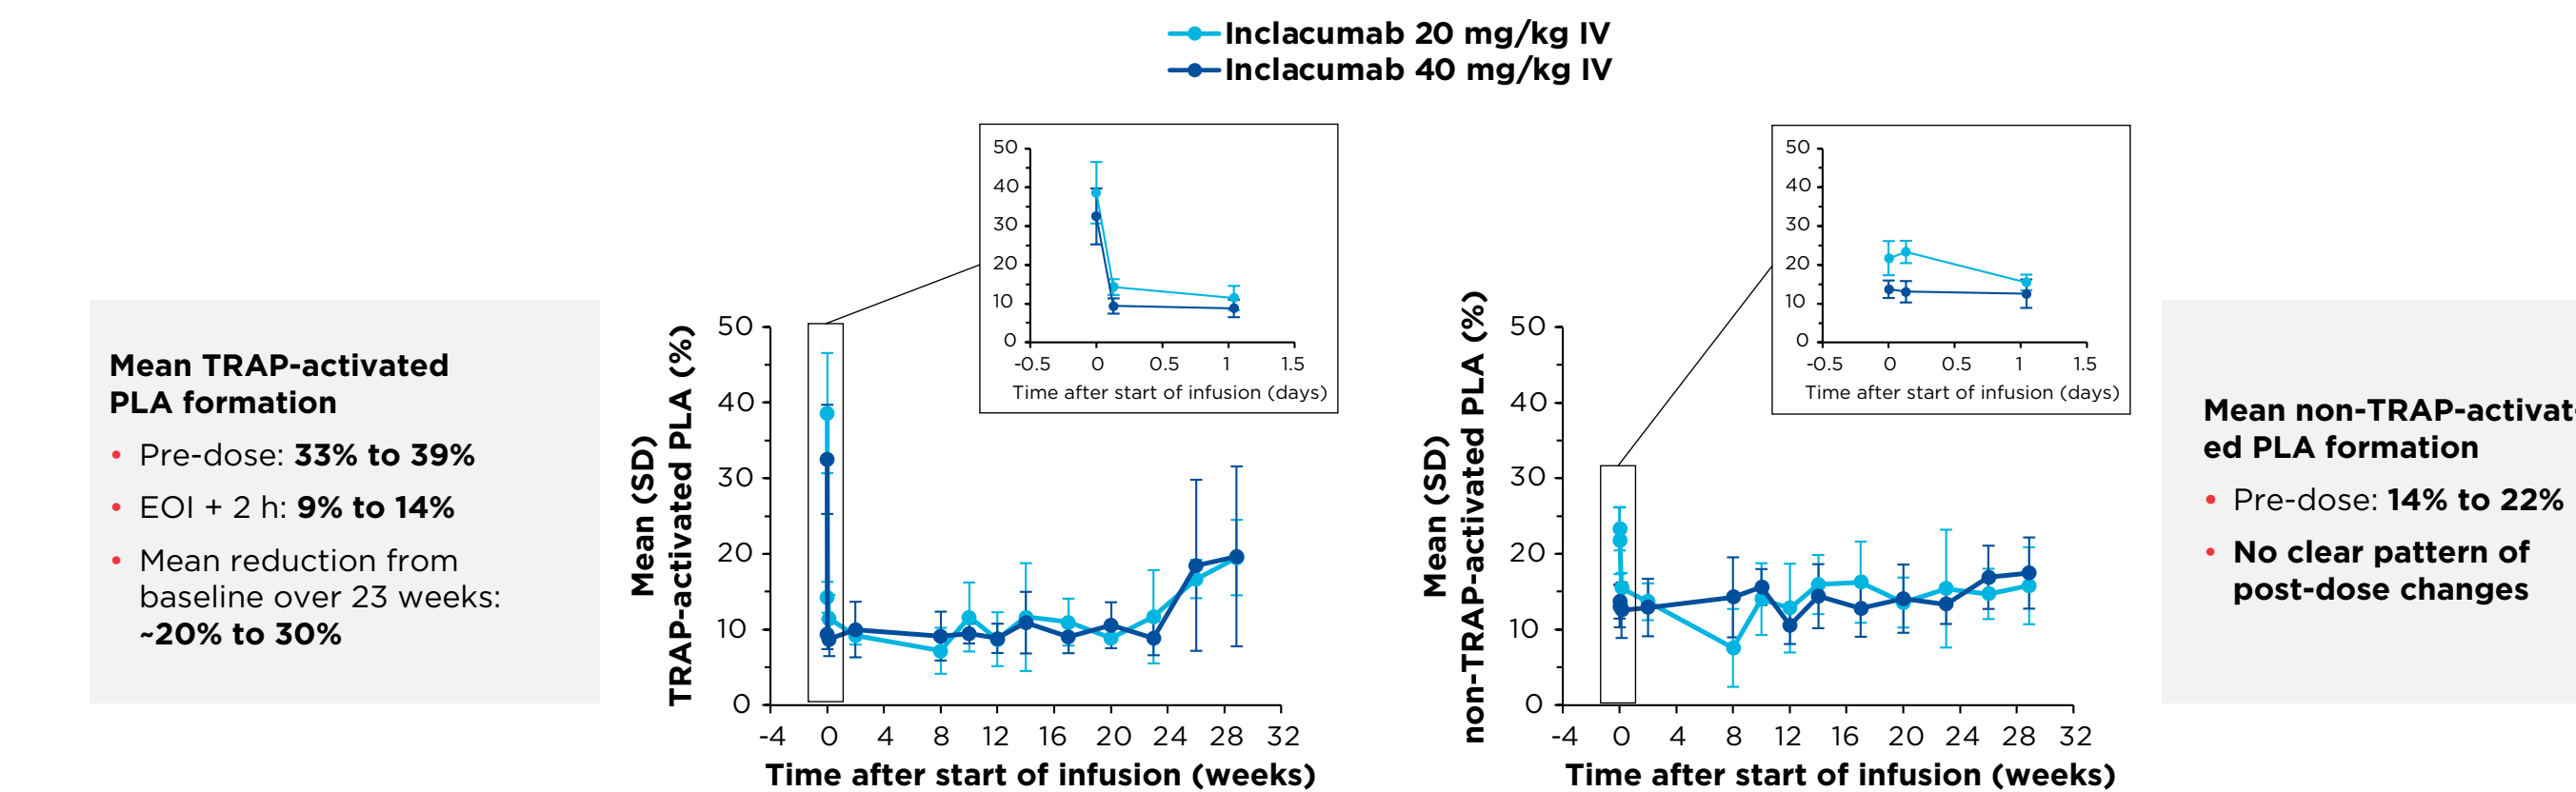 Inclacumab 20 mg/kg IV
Inclacumab 40 mg/kg IV
Mean TRAP-activated
PLA formation
• Pre-dose: 33% to 39%
• EOI + 2 h: 9% to 14%
• Mean reduction from
baseline over 23 weeks:
~20% to 30%
Mean (SD)
TRAP-activated PLA (%)
50
40
30
20
10
0
-4 0 4 8 12 16 20 24 28 32
Time after start of infusion (weeks)
50
40
30
20
10
0
-0.5 0 0.5 1 1.5
Time after start of infusion (days)
Mean (SD)
non-TRAP-activated PLA (%)
50
40
30
20
10
0
-4 0 4 8 12 16 20 24 28 32
Time after start of infusion (weeks)
50
40
30
20
10
0
-0.5 0 0.5 1 1.5
Time after start of infusion (days)
Mean non-TRAP-activat-
ed PLA formation
• Pre-dose: 14% to 22%
• No clear pattern of
post-dose changes